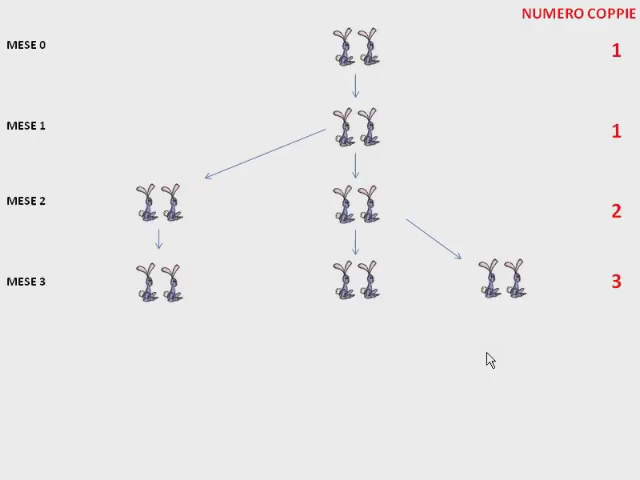 NUMERO COPPIE
MESE 0
1
MESE 1
1
MESE 2
2
MESE 3
3